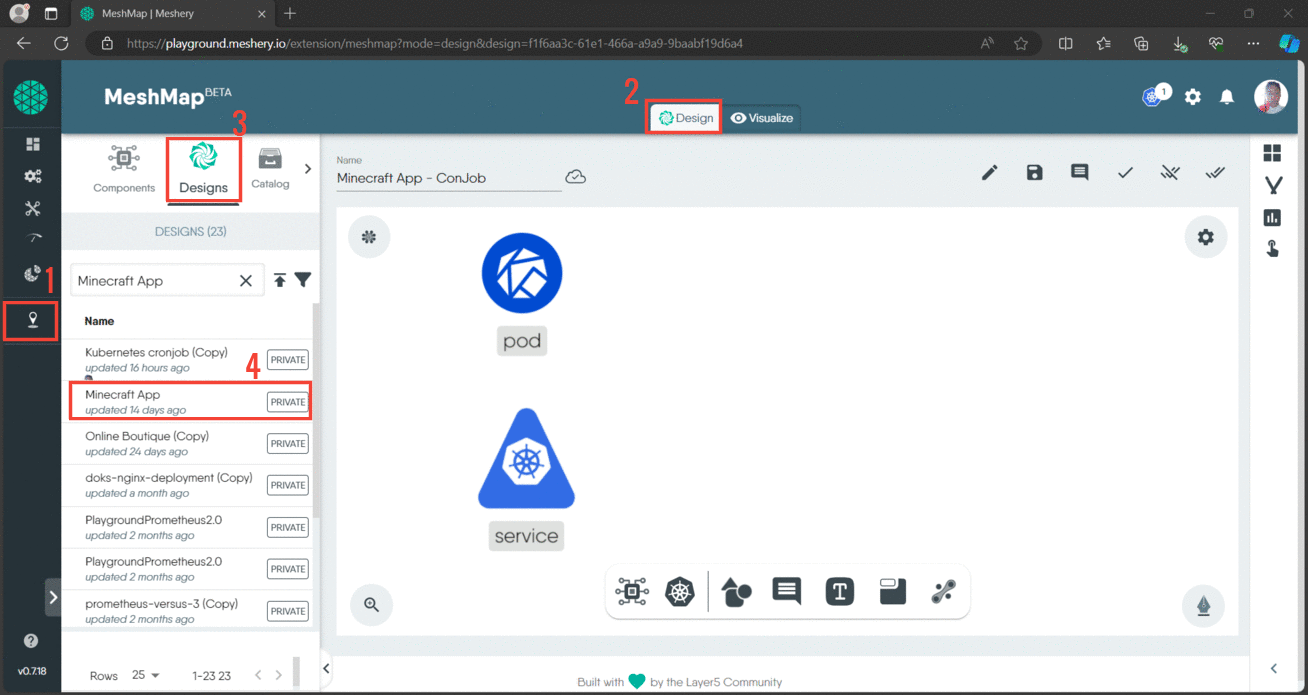 MeshMap | Meshery
https://playground.meshery.io/extension/meshmap?mode=design&design=f1f6aa3c-61e1-466a-a9a9-9baabf19d6a4
MeshMap BETA
2
Design
Visualize
1
3
Components
Designs
Catalog
Name
Minecraft App - ConJob
DESIGNS (23)
Minecraft App
1
Name
Kubernetes cronjob (Copy)
updated 16 hours ago
PRIVATE
4
Minecraft App
updated 14 days ago
PRIVATE
Online Boutique (Copy)
updated 24 days ago
PRIVATE
doks-nginx-deployment (Copy)
updated a month ago
PRIVATE
PlaygroundPrometheus2.0
updated 2 months ago
PRIVATE
PlaygroundPrometheus2.0
updated 2 months ago
PRIVATE
prometheus-versus-3 (Copy)
updated 2 months ago
PRIVATE
pod
service
T
v0.7.18
Rows 25 1-23 23
Built with by the Layer5 Community